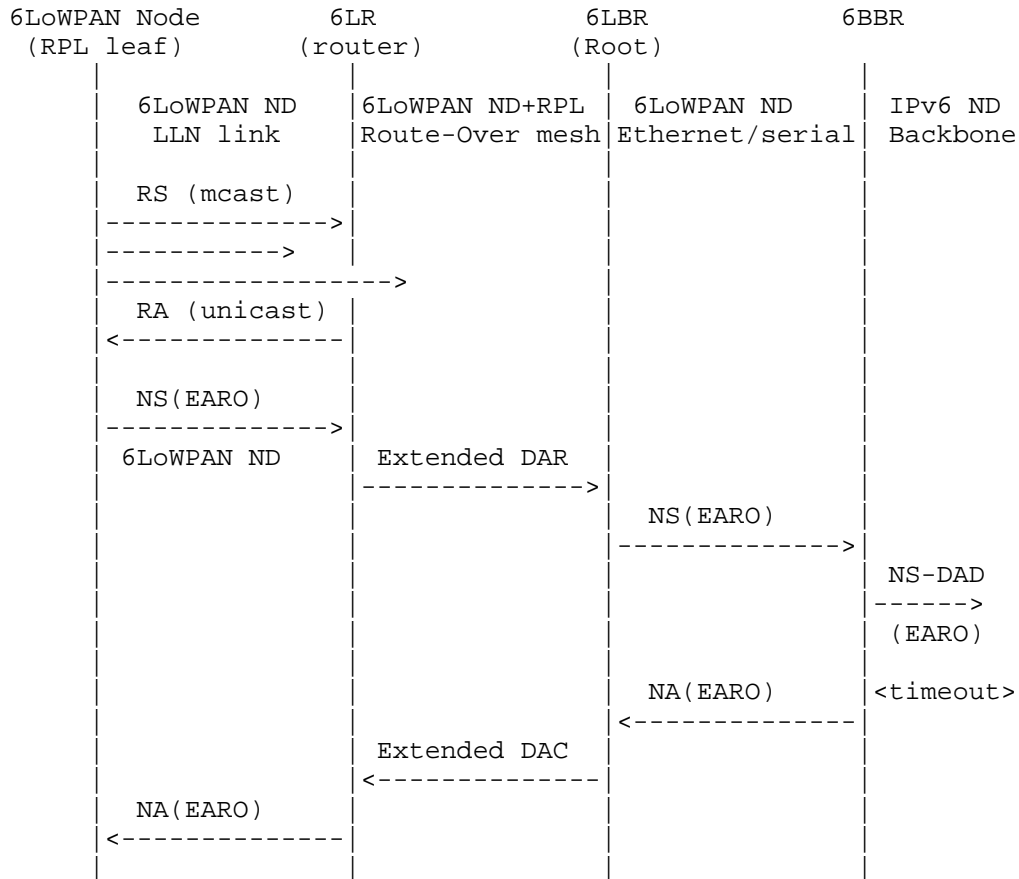 6LoWPAN Node        6LR             6LBR            6BBR
 (RPL leaf)       (router)         (Root)
      |               |               |               |
      |  6LoWPAN ND   |6LoWPAN ND+RPL | 6LoWPAN ND    | IPv6 ND
      |   LLN link    |Route-Over mesh|Ethernet/serial| Backbone
      |               |               |               |
      |  RS (mcast)   |               |               |
      |-------------->|               |               |
      |----------->   |               |               |
      |------------------>            |               |
      |  RA (unicast) |               |               |
      |<--------------|               |               |
      |               |               |               |
      |  NS(EARO)     |               |               |
      |-------------->|               |               |
      | 6LoWPAN ND    | Extended DAR  |               |
      |               |-------------->|               |
      |               |               |  NS(EARO)     |
      |               |               |-------------->|
      |               |               |               | NS-DAD
      |               |               |               |------>
      |               |               |               | (EARO)
      |               |               |               |
      |               |               |  NA(EARO)     |<timeout>
      |               |               |<--------------|
      |               | Extended DAC  |               |
      |               |<--------------|               |
      |  NA(EARO)     |               |               |
      |<--------------|               |               |
      |               |               |               |